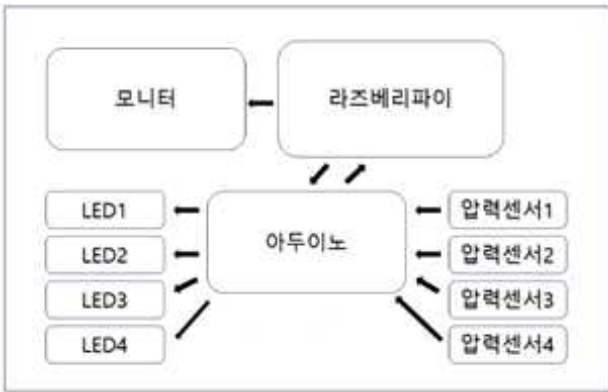 모니터
라즈베리파이
LED1
아두이노
압력센서1
LED2
압력센서2
LED3
압력센서3
LED4
압력센서4